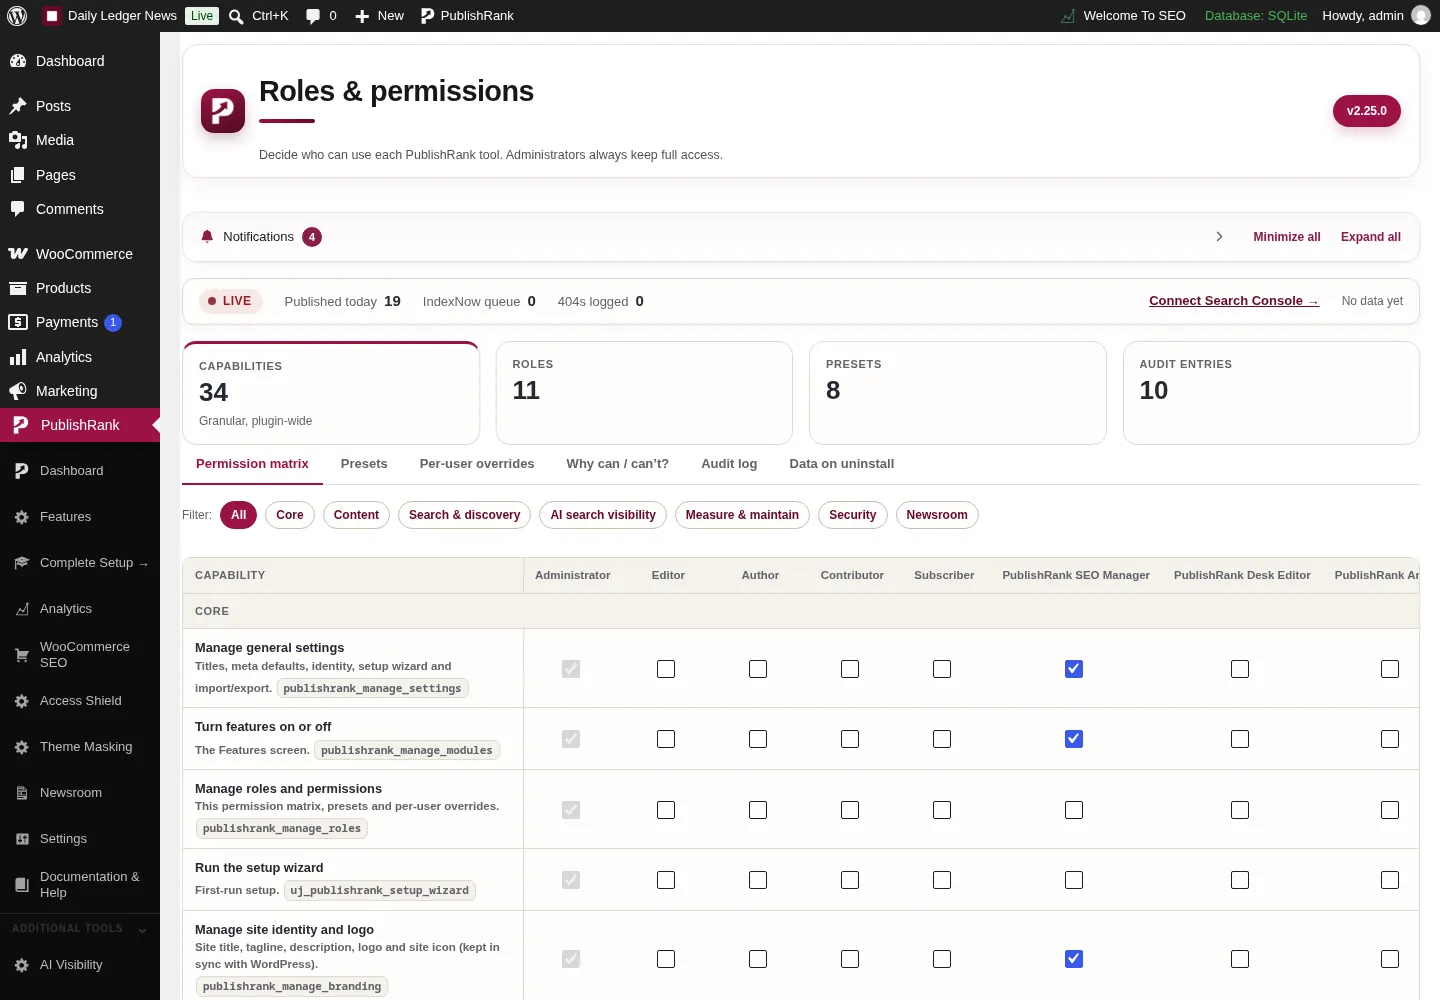 Daily Ledger News Live Ctrl+K 0 New PublishRank Welcome To SEO Database: SQLite Howdy, admin
Dashboard
Posts
Media
Pages
Comments
WooCommerce
Products
Payments 1
Analytics
Marketing
PublishRank
Dashboard
Features
Complete Setup →
Analytics
WooCommerce
SEO
Access Shield
Theme Masking
Newsroom
Settings
Documentation &
Help
ADDITIONAL TOOLS
AI Visibility
Roles & permissions
v2.25.0
Decide who can use each PublishRank tool. Administrators always keep full access.
Notifications 4 Minimize all Expand all
LIVE Published today 19 IndexNow queue 0 404s logged 0 Connect Search Console → No data yet
CAPABILITIES
34
Granular, plugin-wide
ROLES
11
PRESETS
8
AUDIT ENTRIES
10
Permission matrix Presets Per-user overrides Why can / can't? Audit log Data on uninstall
Filter: All Core Content Search & discovery AI search visibility Measure & maintain Security Newsroom
CAPABILITY Administrator Editor Author Contributor Subscriber PublishRank SEO Manager PublishRank Desk Editor PublishRank Ar
CORE
Manage general settings
Titles, meta defaults, identity, setup wizard and
import/export. publishrank_manage_settings
Turn features on or off
The Features screen. publishrank_manage_modules
Manage roles and permissions
This permission matrix, presets and per-user overrides.
publishrank_manage_roles
Run the setup wizard
First-run setup. uj_publishrank_setup_wizard
Manage site identity and logo
Site title, tagline, description, logo and site icon (kept in
sync with WordPress).
publishrank_manage_branding